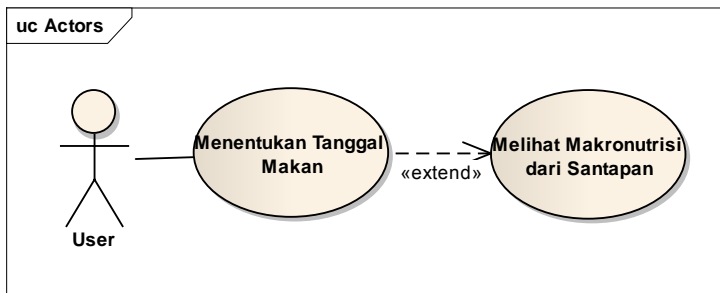 uc Actors
User
Menentukan Tanggal
Makan
«extend»
Melihat Makronutrisi
dari Santapan